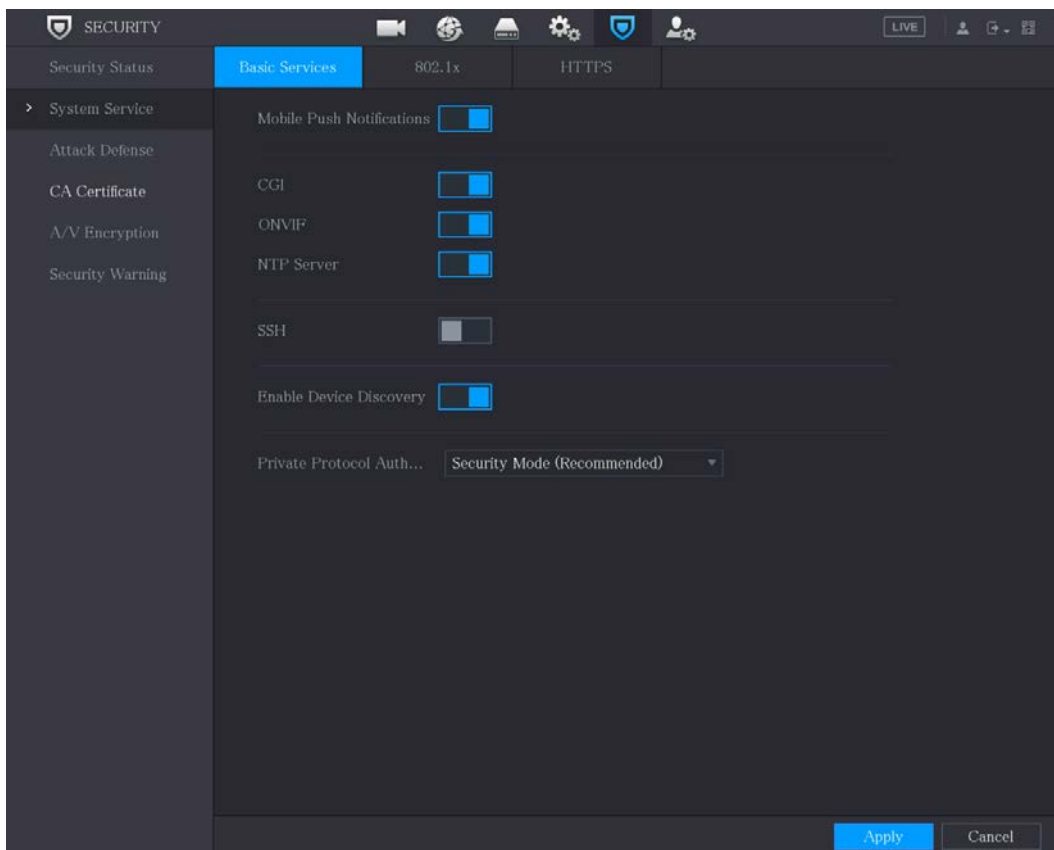 SECURITY
LIVE
Security Status
Basic Services
802.1x
HTTPS
System Service
Mobile Push Notifications
Attack Defense
CA Certificate
CGI
ONVIF
A/V Encryption
NTP Server
Security Warning
SSH
Enable Device Discovery
Private Protocol Auth...
Security Mode (Recommended)
Apply
Cancel